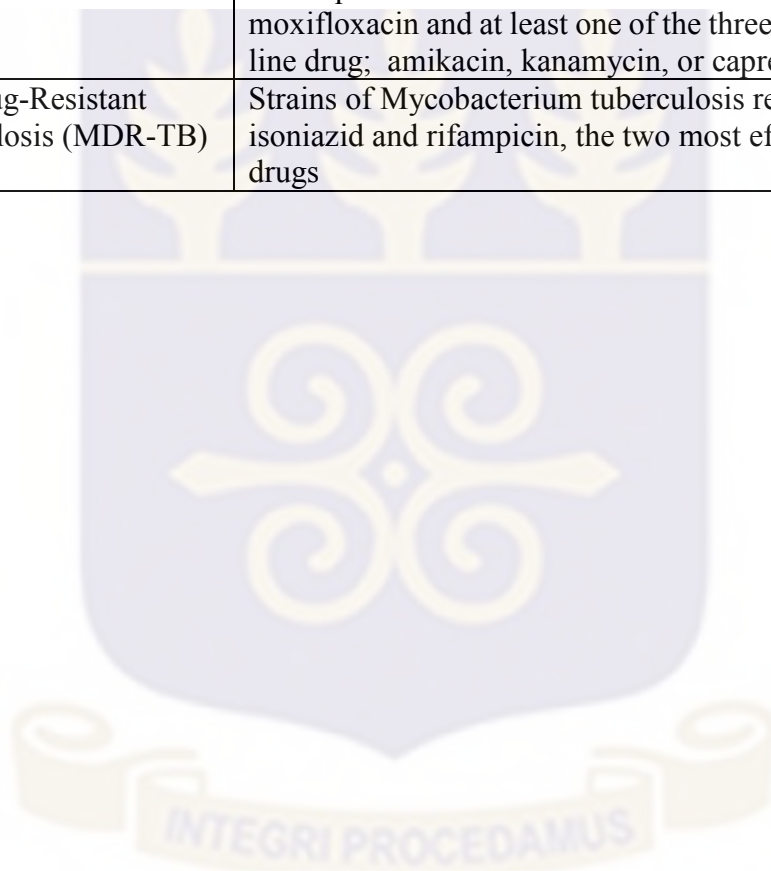 moxifloxacin and at least one of the three
line drug; amikacin, kanamycin, or capre
ug-Resistant Strains of Mycobacterium tuberculosis re
losis (MDR-TB) isoniazid and rifampicin, the two most ef
drugs
INTEGRI PROCEDAMUS